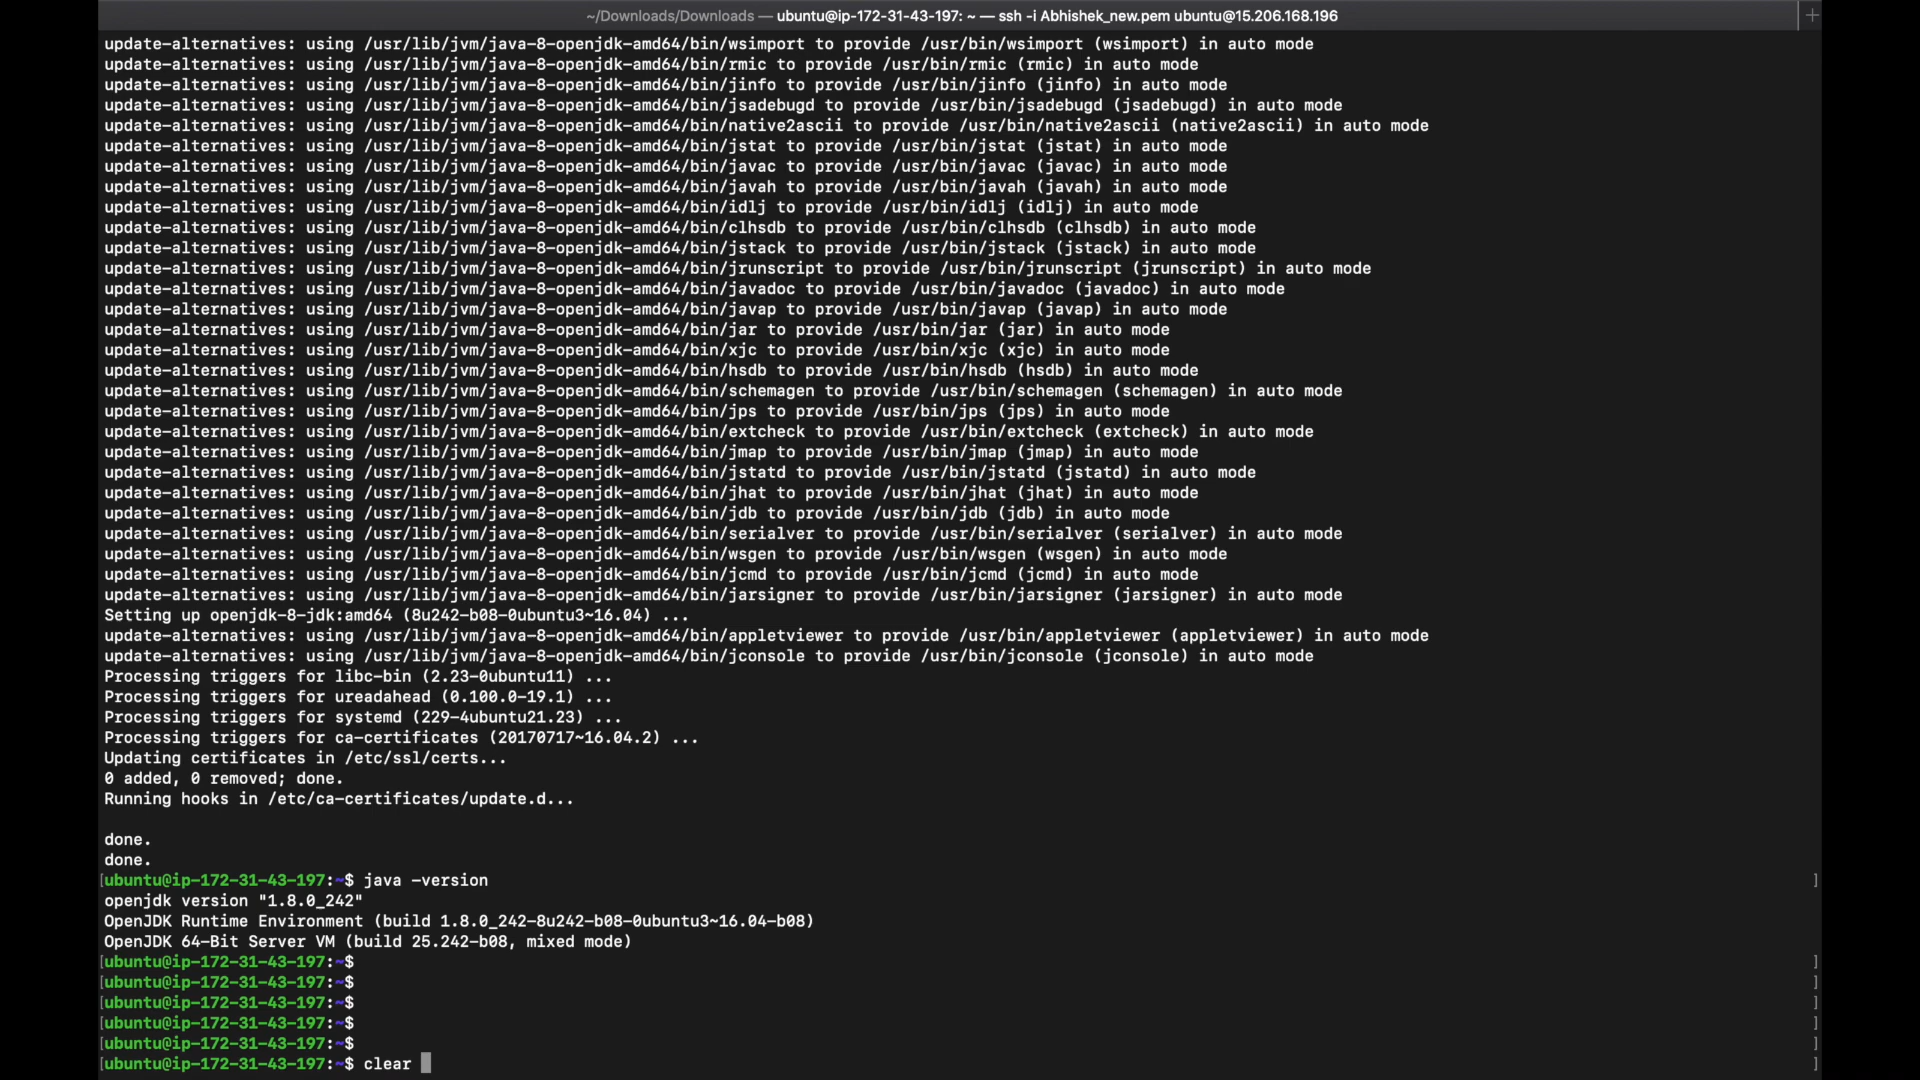 ~/Downloads/Downloads — ubuntu@ip-172-31-43-197: ~ — ssh -i Abhishek_new.pem ubuntu@15.206.168.196
update-alternatives: using /usr/lib/jvm/java-8-openjdk-amd64/bin/wsimport to provide /usr/bin/wsimport (wsimport) in auto mode
update-alternatives: using /usr/lib/jvm/java-8-openjdk-amd64/bin/rmic to provide /usr/bin/rmic (rmic) in auto mode
update-alternatives: using /usr/lib/jvm/java-8-openjdk-amd64/bin/jinfo to provide /usr/bin/jinfo (jinfo) in auto mode
update-alternatives: using /usr/lib/jvm/java-8-openjdk-amd64/bin/jsadebugd to provide /usr/bin/jsadebugd (jsadebugd) in auto mode
update-alternatives: using /usr/lib/jvm/java-8-openjdk-amd64/bin/native2ascii to provide /usr/bin/native2ascii (native2ascii) in auto mode
update-alternatives: using /usr/lib/jvm/java-8-openjdk-amd64/bin/jstat to provide /usr/bin/jstat (jstat) in auto mode
update-alternatives: using /usr/lib/jvm/java-8-openjdk-amd64/bin/javac to provide /usr/bin/javac (javac) in auto mode
update-alternatives: using /usr/lib/jvm/java-8-openjdk-amd64/bin/javah to provide /usr/bin/javah (javah) in auto mode
update-alternatives: using /usr/lib/jvm/java-8-openjdk-amd64/bin/idlj to provide /usr/bin/idlj (idlj) in auto mode
update-alternatives: using /usr/lib/jvm/java-8-openjdk-amd64/bin/clhsdb to provide /usr/bin/clhsdb (clhsdb) in auto mode
update-alternatives: using /usr/lib/jvm/java-8-openjdk-amd64/bin/jstack to provide /usr/bin/jstack (jstack) in auto mode
update-alternatives: using /usr/lib/jvm/java-8-openjdk-amd64/bin/jrunscript to provide /usr/bin/jrunscript (jrunscript) in auto mode
update-alternatives: using /usr/lib/jvm/java-8-openjdk-amd64/bin/javadoc to provide /usr/bin/javadoc (javadoc) in auto mode
update-alternatives: using /usr/lib/jvm/java-8-openjdk-amd64/bin/javap to provide /usr/bin/javap (javap) in auto mode
update-alternatives: using /usr/lib/jvm/java-8-openjdk-amd64/bin/jar to provide /usr/bin/jar (jar) in auto mode
update-alternatives: using /usr/lib/jvm/java-8-openjdk-amd64/bin/xjc to provide /usr/bin/xjc (xjc) in auto mode
update-alternatives: using /usr/lib/jvm/java-8-openjdk-amd64/bin/hsdb to provide /usr/bin/hsdb (hsdb) in auto mode
update-alternatives: using /usr/lib/jvm/java-8-openjdk-amd64/bin/schemagen to provide /usr/bin/schemagen (schemagen) in auto mode
update-alternatives: using /usr/lib/jvm/java-8-openjdk-amd64/bin/jps to provide /usr/bin/jps (jps) in auto mode
update-alternatives: using /usr/lib/jvm/java-8-openjdk-amd64/bin/extcheck to provide /usr/bin/extcheck (extcheck) in auto mode
update-alternatives: using /usr/lib/jvm/java-8-openjdk-amd64/bin/jmap to provide /usr/bin/jmap (jmap) in auto mode
update-alternatives: using /usr/lib/jvm/java-8-openjdk-amd64/bin/jstatd to provide /usr/bin/jstatd (jstatd) in auto mode
update-alternatives: using /usr/lib/jvm/java-8-openjdk-amd64/bin/jhat to provide /usr/bin/jhat (jhat) in auto mode
update-alternatives: using /usr/lib/jvm/java-8-openjdk-amd64/bin/jdb to provide /usr/bin/jdb (jdb) in auto mode
update-alternatives: using /usr/lib/jvm/java-8-openjdk-amd64/bin/serialver to provide /usr/bin/serialver (serialver) in auto mode
update-alternatives: using /usr/lib/jvm/java-8-openjdk-amd64/bin/wsgen to provide /usr/bin/wsgen (wsgen) in auto mode
update-alternatives: using /usr/lib/jvm/java-8-openjdk-amd64/bin/jcmd to provide /usr/bin/jcmd (jcmd) in auto mode
update-alternatives: using /usr/lib/jvm/java-8-openjdk-amd64/bin/jarsigner to provide /usr/bin/jarsigner (jarsigner) in auto mode
Setting up openjdk-8-jdk:amd64 (8u242-b08-0ubuntu3~16.04) ...
update-alternatives: using /usr/lib/jvm/java-8-openjdk-amd64/bin/appletviewer to provide /usr/bin/appletviewer (appletviewer) in auto mode
update-alternatives: using /usr/lib/jvm/java-8-openjdk-amd64/bin/jconsole to provide /usr/bin/jconsole (jconsole) in auto mode
Processing triggers for libc-bin (2.23-0ubuntu11) ...
Processing triggers for ureadahead (0.100.0-19.1) ...
Processing triggers for systemd (229-4ubuntu21.23) ...
Processing triggers for ca-certificates (20170717~16.04.2) ...
Updating certificates in /etc/ssl/certs...
0 added, 0 removed; done.
Running hooks in /etc/ca-certificates/update.d...

done.
done.
[ubuntu@ip-172-31-43-197:~$ java -version ]
openjdk version "1.8.0_242"
OpenJDK Runtime Environment (build 1.8.0_242-8u242-b08-0ubuntu3~16.04-b08)
OpenJDK 64-Bit Server VM (build 25.242-b08, mixed mode)
[ubuntu@ip-172-31-43-197:~$ ]
[ubuntu@ip-172-31-43-197:~$ ]
[ubuntu@ip-172-31-43-197:~$ ]
[ubuntu@ip-172-31-43-197:~$ ]
[ubuntu@ip-172-31-43-197:~$ ]
[ubuntu@ip-172-31-43-197:~$ clear ]